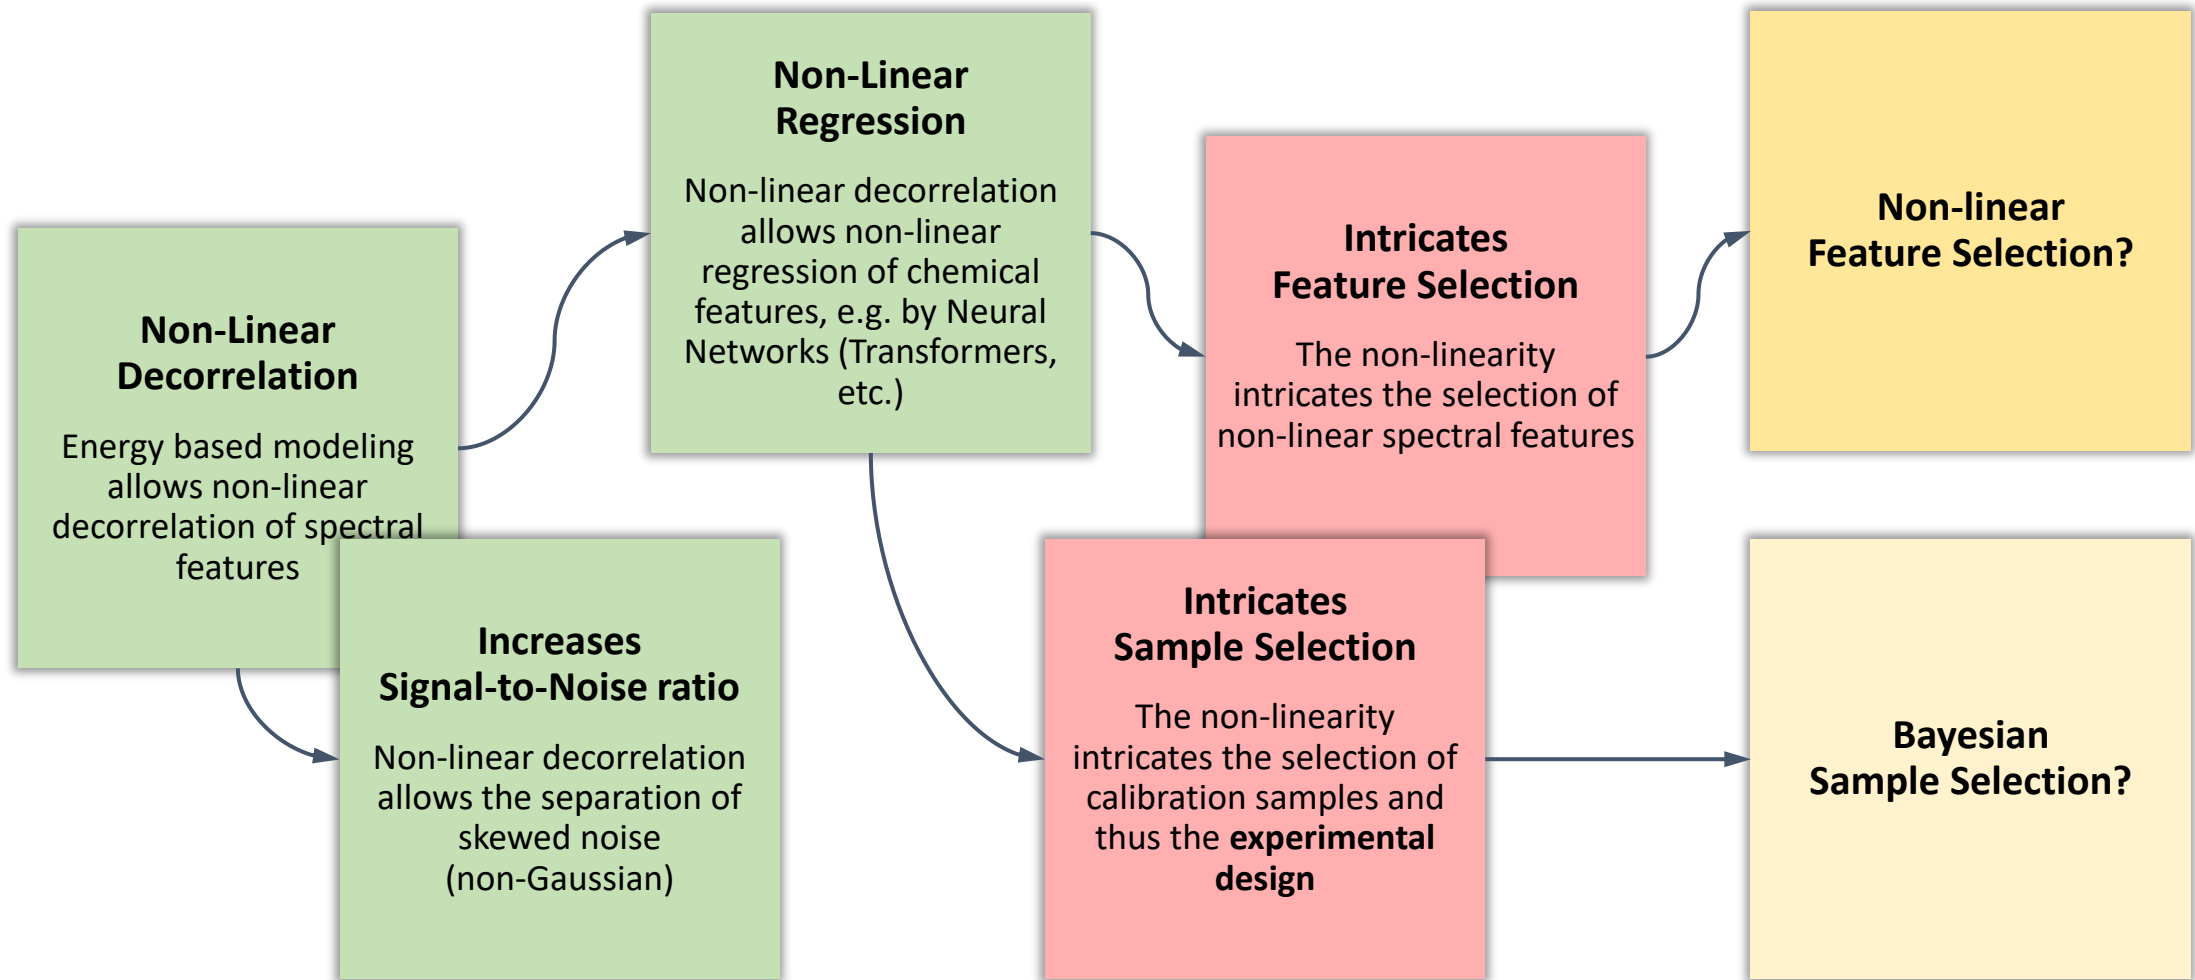 Non-Linear
Decorrelation
Energy based modeling
allows non-linear
decorrelation of spectral
features
Increases
Signal-to-Noise ratio
Non-linear decorrelation
allows the separation of
skewed noise
(non-Gaussian)
Non-Linear
Regression
Non-linear decorrelation
allows non-linear
regression of chemical
features, e.g. by Neural
Networks (Transformers,
etc.)
Intricates
Feature Selection
The non-linearity
intricates the selection of
non-linear spectral features
Intricates
Sample Selection
The non-linearity
intricates the selection of
calibration samples and
thus the experimental
design
Non-linear
Feature Selection?
Bayesian
Sample Selection?